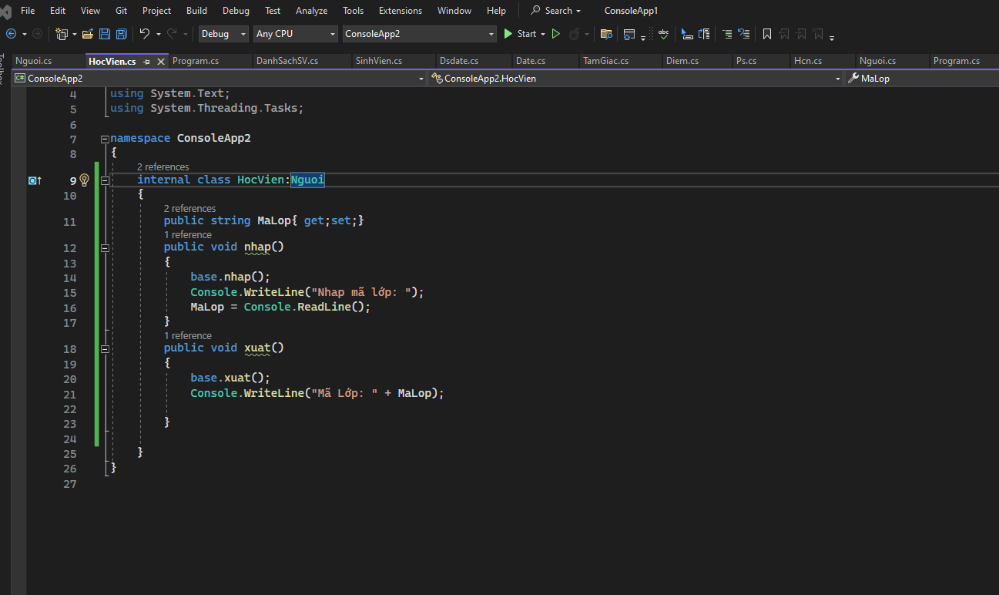 File Edit View Git Project Build Debug Test Analyze Tools Extensions Window Help Search ConsoleApp1
Debug Any CPU ConsoleApp2 Start
Nguoi.cs HocVien.cs Program.cs DanhSachSV.cs SinhVien.cs Dsdate.cs Date.cs TamGiac.cs Diem.cs Ps.cs Hcn.cs Nguoi.cs Program.cs
C# ConsoleApp2 ConsoleApp2.HocVien MaLop
4 using System.Text;
5 using System.Threading.Tasks;
6
7 namespace ConsoleApp2
8 {
2 references
9 internal class HocVien:Nguoi
10 {
2 references
11 public string MaLop{ get;set;}
1 reference
12 public void nhap()
13 {
14 base.nhap();
15 Console.WriteLine("Nhap mã lớp: ");
16 MaLop = Console.ReadLine();
17 }
1 reference
18 public void xuat()
19 {
20 base.xuat();
21 Console.WriteLine("Mã Lớp: " + MaLop);
22
23 }
24
25 }
26 }
27